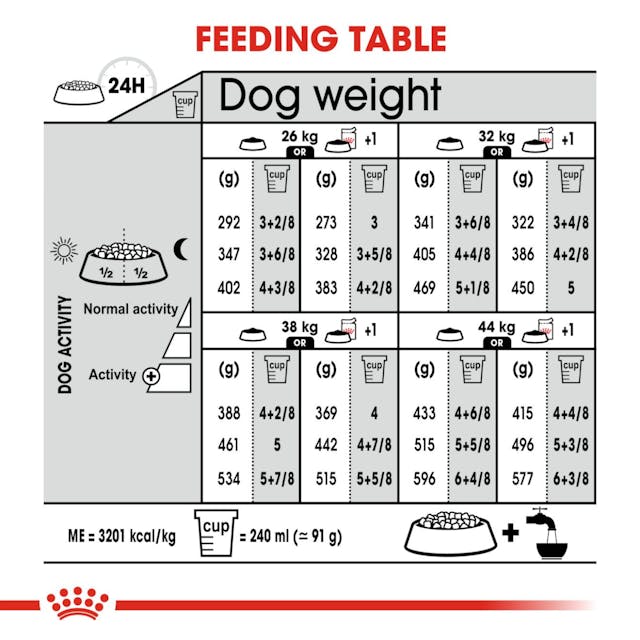 FEEDING TABLE
24H
cup
Dog weight
26 kg OR +1
32 kg OR +1
(g) cup (g) cup (g) cup (g) cup
292 3+2/8 273 3 341 3+6/8 322 3+4/8
347 3+6/8 328 3+5/8 405 4+4/8 386 4+2/8
402 4+3/8 383 4+2/8 469 5+1/8 450 5
½ ½
DOG ACTIVITY
Normal activity
Activity +
38 kg OR +1
44 kg OR +1
(g) cup (g) cup (g) cup (g) cup
388 4+2/8 369 4 433 4+6/8 415 4+4/8
461 5 442 4+7/8 515 5+5/8 496 5+3/8
534 5+7/8 515 5+5/8 596 6+4/8 577 6+3/8
ME = 3201 kcal/kg cup = 240 ml (≃ 91 g) +